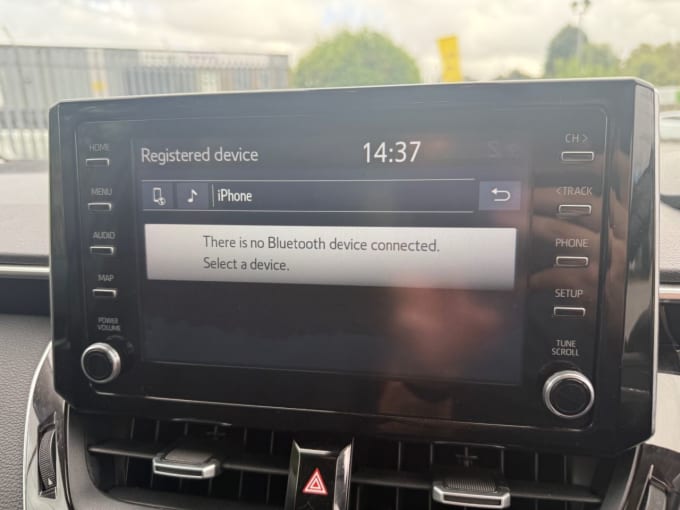 HOME
MENU
AUDIO
MAP
POWER
VOLUME
Registered device 14:37
iPhone
There is no Bluetooth device connected.
Select a device.
CH >
< TRACK
PHONE
SETUP
TUNE
SCROLL